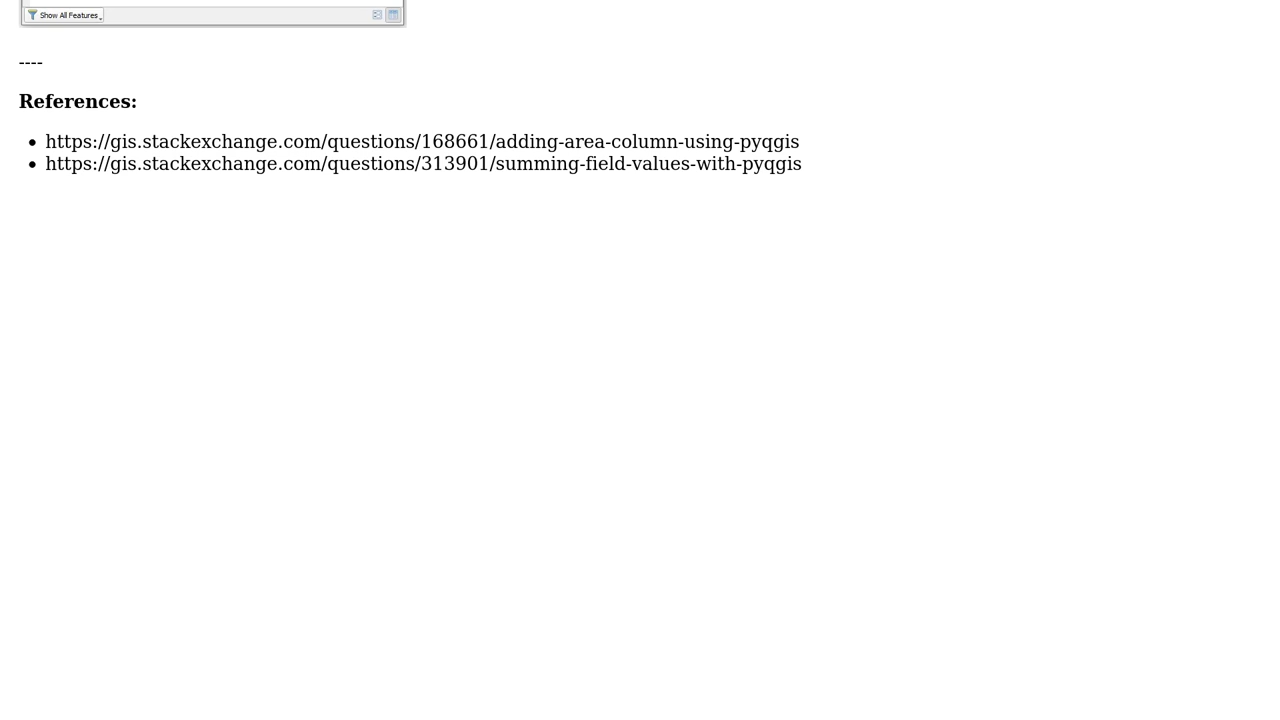 Show All Features
----
References:
• https://gis.stackexchange.com/questions/168661/adding-area-column-using-pyqgis
• https://gis.stackexchange.com/questions/313901/summing-field-values-with-pyqgis